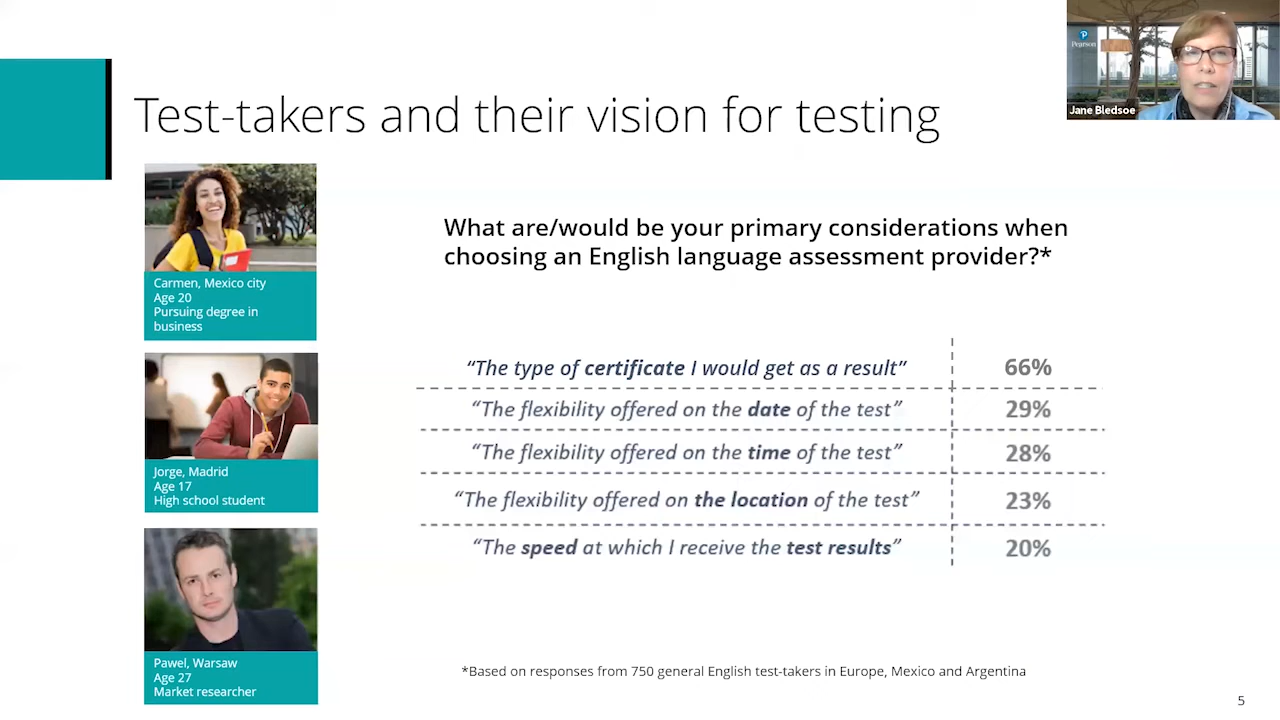 Pearson
Jane Bledsoe
Test-takers and their vision for testing
Carmen, Mexico city
Age 20
Pursuing degree in
business
Jorge, Madrid
Age 17
High school student
Pawel, Warsaw
Age 27
Market researcher
What are/would be your primary considerations when
choosing an English language assessment provider?*
“The type of certificate I would get as a result” 66%
“The flexibility offered on the date of the test” 29%
“The flexibility offered on the time of the test” 28%
“The flexibility offered on the location of the test” 23%
“The speed at which I receive the test results” 20%
*Based on responses from 750 general English test-takers in Europe, Mexico and Argentina
5